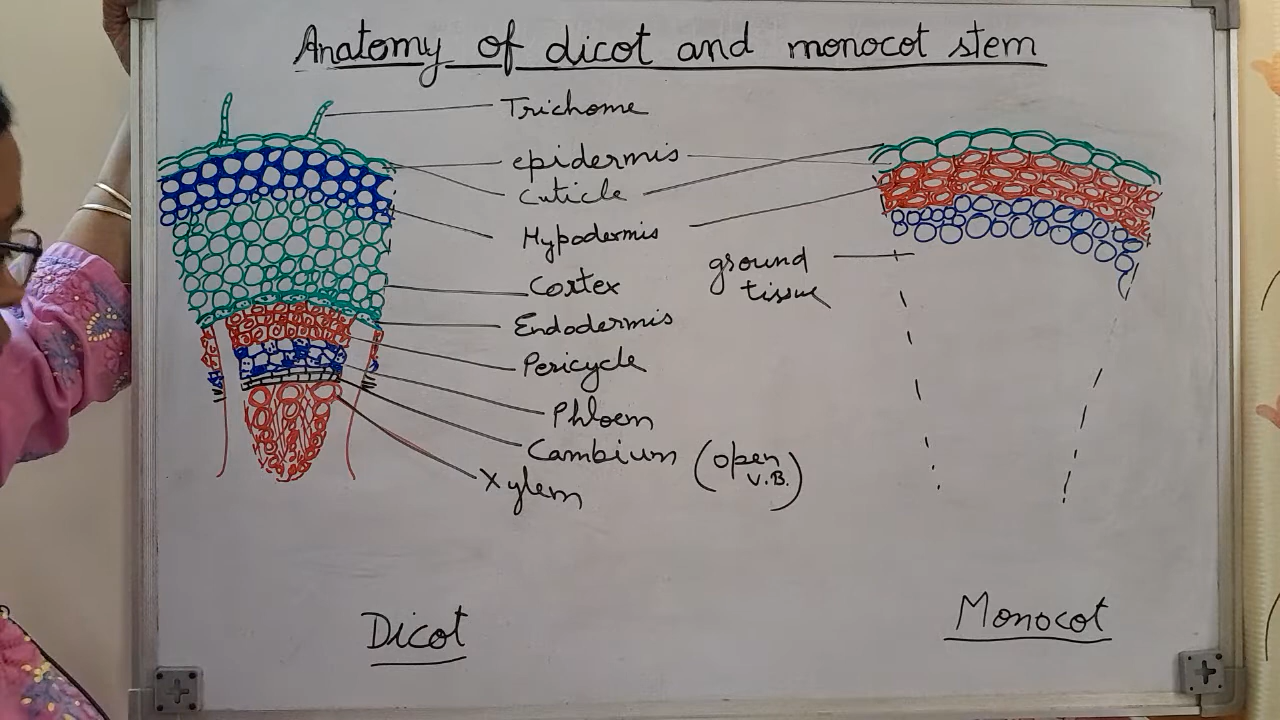 Anatomy of dicot and monocot stem
Trichome
epidermis
Cuticle
Hypodermis
ground
tissue
Cortex
Endodermis
Pericycle
Phloem
Cambium (open
V.B.)
Xylem
Dicot
Monocot